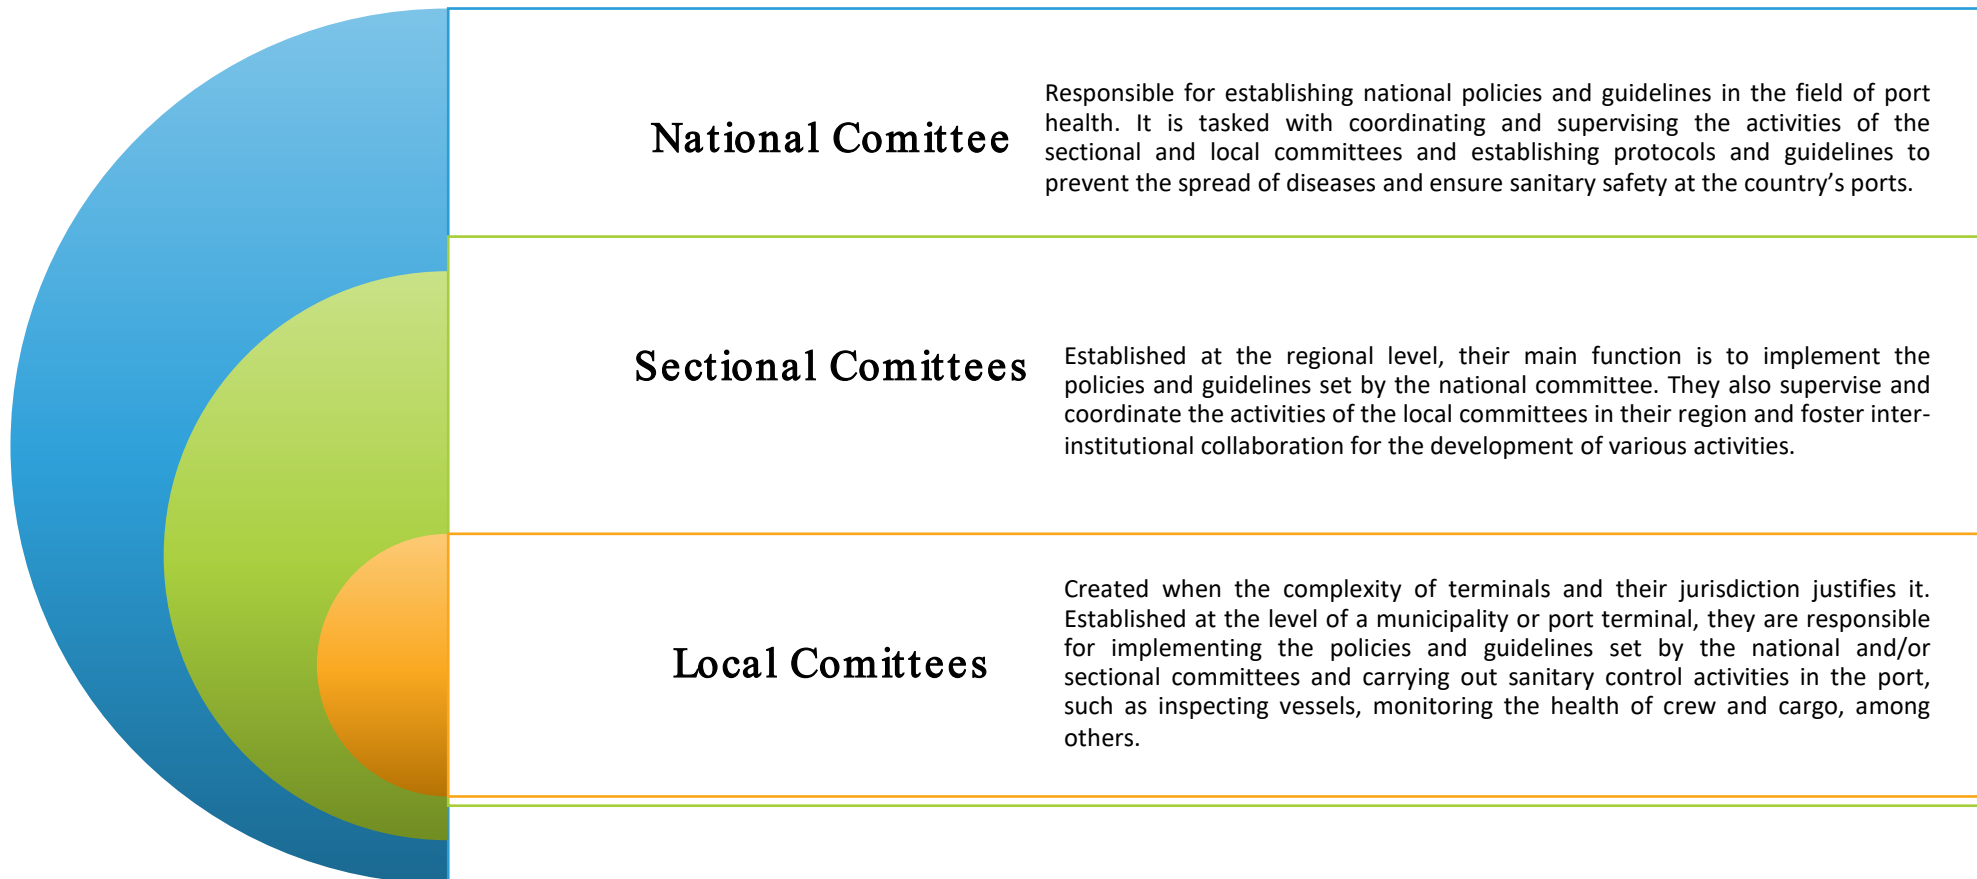 National Comittee
Responsible for establishing national policies and guidelines in the field of port
health. It is tasked with coordinating and supervising the activities of the
sectional and local committees and establishing protocols and guidelines to
prevent the spread of diseases and ensure sanitary safety at the country’s ports.
Sectional Comittees
Established at the regional level, their main function is to implement the
policies and guidelines set by the national committee. They also supervise and
coordinate the activities of the local committees in their region and foster inter-
institutional collaboration for the development of various activities.
Local Comittees
Created when the complexity of terminals and their jurisdiction justifies it.
Established at the level of a municipality or port terminal, they are responsible
for implementing the policies and guidelines set by the national and/or
sectional committees and carrying out sanitary control activities in the port,
such as inspecting vessels, monitoring the health of crew and cargo, among
others.